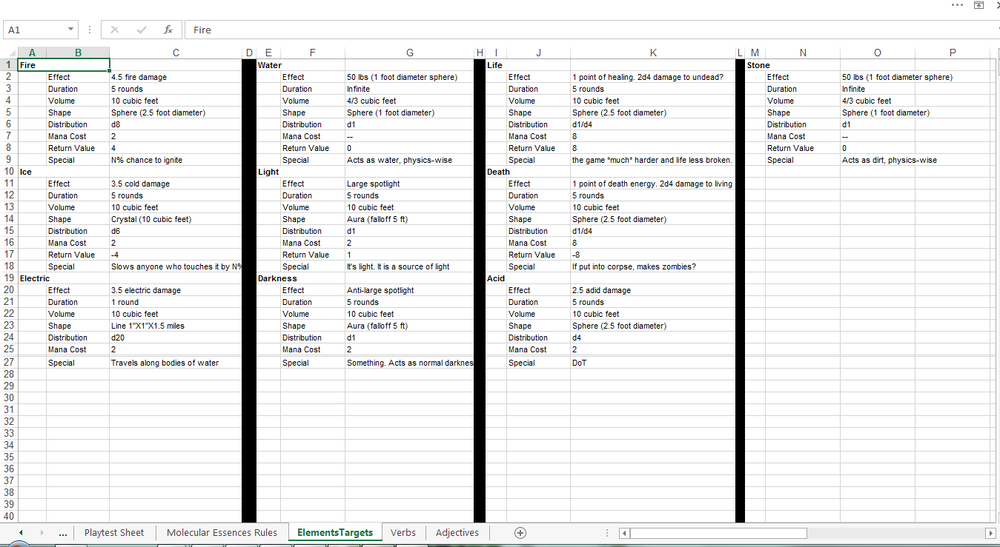 A1 fx Fire
A B C D E F G H I J K L M N O P
1 Fire Water Life Stone
2 Effect 4.5 fire damage Effect 50 lbs (1 foot diameter sphere) Effect 1 point of healing. 2d4 damage to undead? Effect 50 lbs (1 foot diameter sphere)
3 Duration 5 rounds Duration Infinite Duration 5 rounds Duration Infinite
4 Volume 10 cubic feet Volume 4/3 cubic feet Volume 10 cubic feet Volume 4/3 cubic feet
5 Shape Sphere (2.5 foot diameter) Shape Sphere (1 foot diameter) Shape Sphere (2.5 foot diameter) Shape Sphere (1 foot diameter)
6 Distribution d8 Distribution d1 Distribution d1/d4 Distribution d1
7 Mana Cost 2 Mana Cost -- Mana Cost 8 Mana Cost --
8 Return Value 4 Return Value 0 Return Value 8 Return Value 0
9 Special N% chance to ignite Special Acts as water, physics-wise Special the game *much* harder and life less broken. Special Acts as dirt, physics-wise
10 Ice Light Death
11 Effect 3.5 cold damage Effect Large spotlight Effect 1 point of death energy. 2d4 damage to living
12 Duration 5 rounds Duration 5 rounds Duration 5 rounds
13 Volume 10 cubic feet Volume 10 cubic feet Volume 10 cubic feet
14 Shape Crystal (10 cubic feet) Shape Aura (falloff 5 ft) Shape Sphere (2.5 foot diameter)
15 Distribution d6 Distribution d1 Distribution d1/d4
16 Mana Cost 2 Mana Cost 2 Mana Cost 8
17 Return Value -4 Return Value 1 Return Value -8
18 Special Slows anyone who touches it by N% Special It's light. It is a source of light Special If put into corpse, makes zombies?
19 Electric Darkness Acid
20 Effect 3.5 electric damage Effect Anti-large spotlight Effect 2.5 adid damage
21 Duration 1 round Duration 5 rounds Duration 5 rounds
22 Volume 10 cubic feet Volume 10 cubic feet Volume 10 cubic feet
23 Shape Line 1"X1"X1.5 miles Shape Aura (falloff 5 ft) Shape Sphere (2.5 foot diameter)
24 Distribution d20 Distribution d1 Distribution d4
25 Mana Cost 2 Mana Cost 2 Mana Cost 2
27 Special Travels along bodies of water Special Something. Acts as normal darknes Special DoT
28
29
30
31
32
33
34
35
36
37
38
39
40
... Playtest Sheet Molecular Essences Rules ElementsTargets Verbs Adjectives